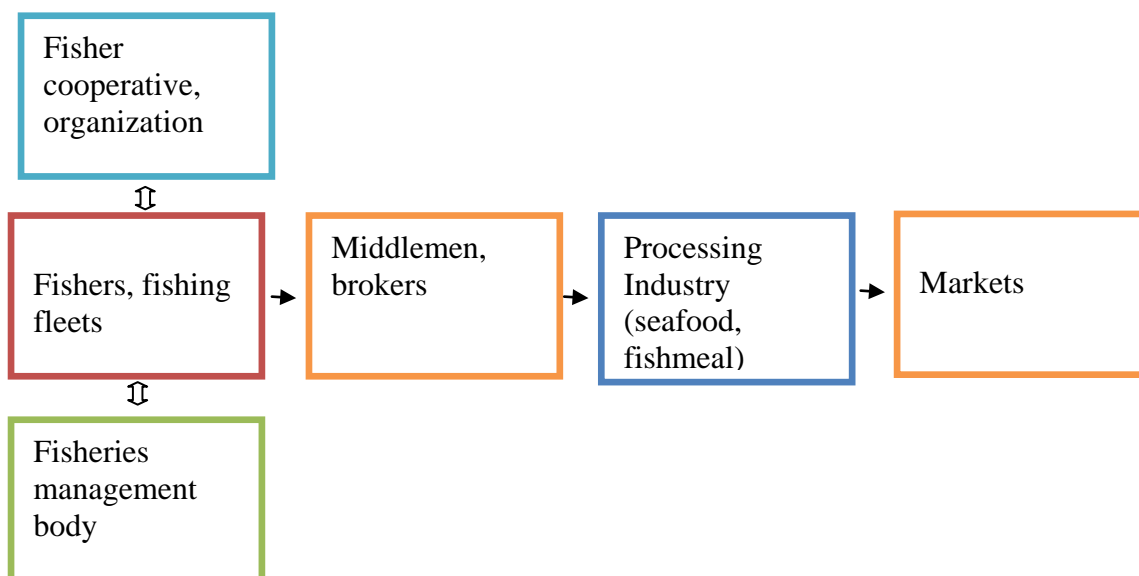 Fisher
cooperative,
organization
Fishers, fishing
fleets
Middlemen,
brokers
Processing
Industry
(seafood,
fishmeal)
Markets
Fisheries
management
body